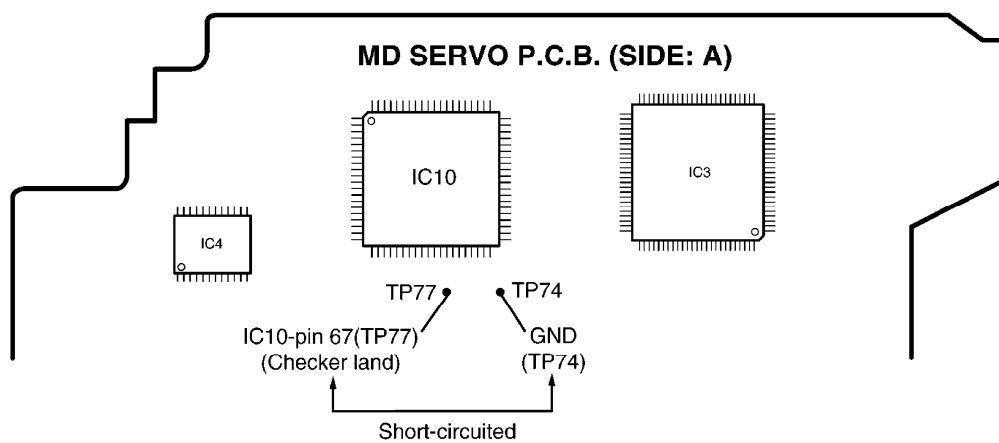 MD SERVO P.C.B. (SIDE: A)
IC10
IC3
IC4
TP77
TP74
IC10-pin 67(TP77)
(Checker land)
GND
(TP74)
Short-circuited